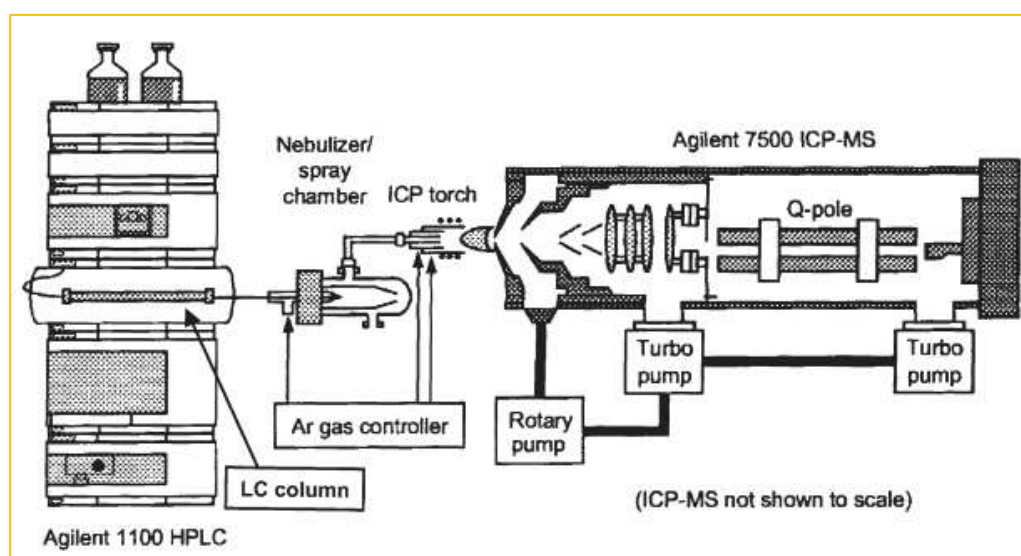 Nebulizer/
spray
chamber
ICP torch
Agilent 7500 ICP-MS
Q-pole
Turbo
pump
Turbo
pump
Rotary
pump
Ar gas controller
LC column
(ICP-MS not shown to scale)
Agilent 1100 HPLC